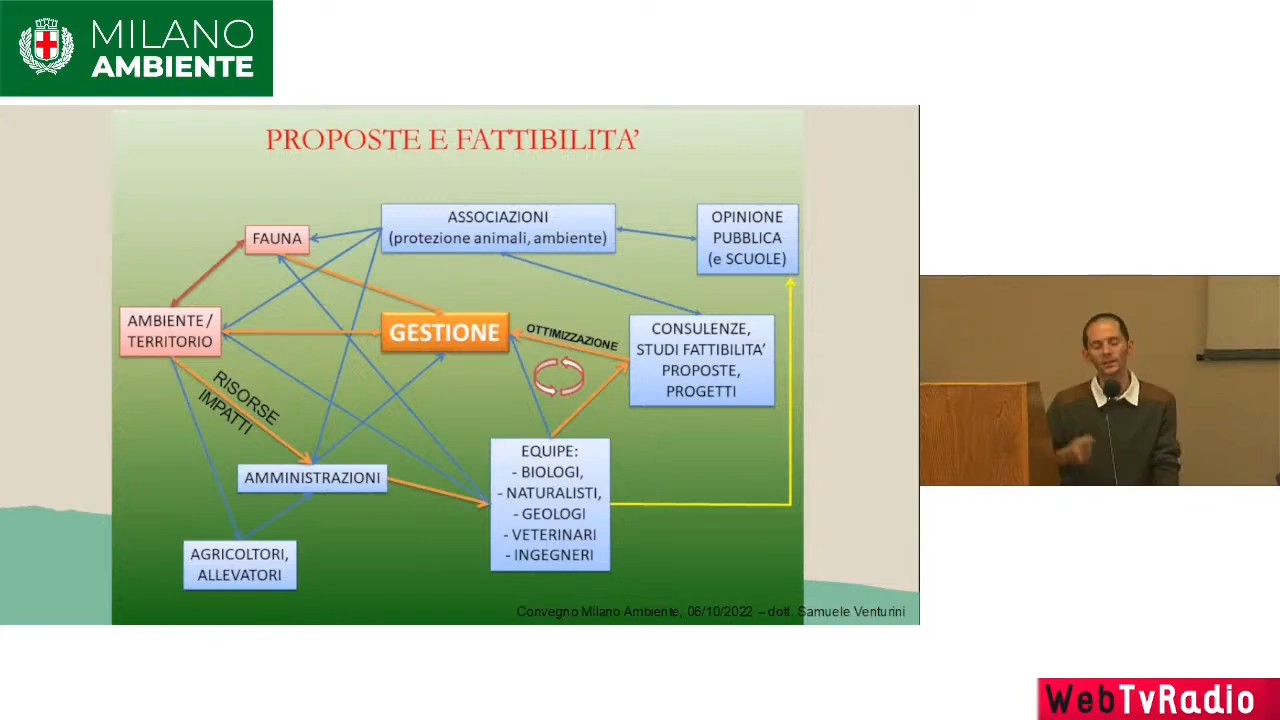 MILANO
AMBIENTE
PROPOSTE E FATTIBILITA’
ASSOCIAZIONI
(protezione animali, ambiente)
OPINIONE
PUBBLICA
(e SCUOLE)
FAUNA
AMBIENTE /
TERRITORIO
GESTIONE
OTTIMIZZAZIONE
CONSULENZE,
STUDI FATTIBILITA’
PROPOSTE,
PROGETTI
RISORSE
IMPATTI
AMMINISTRAZIONI
EQUIPE:
- BIOLOGI,
- NATURALISTI,
- GEOLOGI
- VETERINARI
- INGEGNERI
AGRICOLTORI,
ALLEVATORI
Convegno Milano Ambiente, 06/10/2022 – dott. Samuele Venturini
WebTvRadio